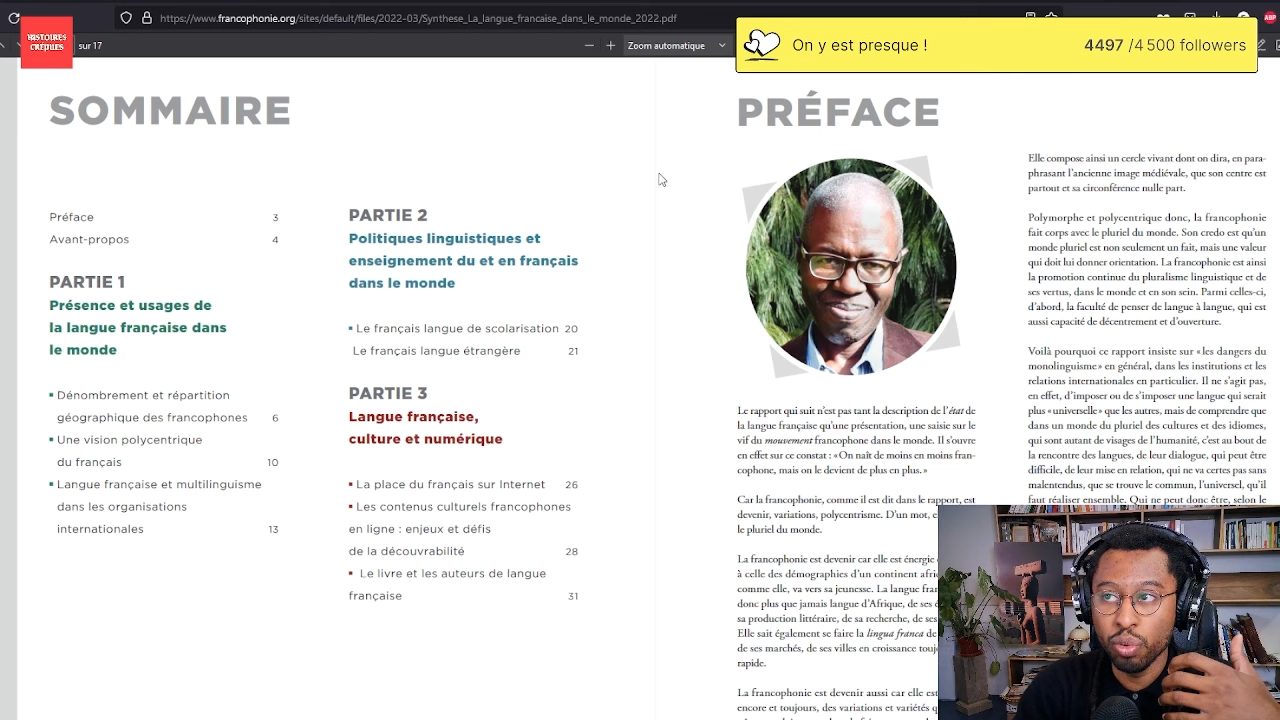 https://www.francophonie.org/sites/default/files/2022-03/Synthese_La_langue_francaise_dans_le_monde_2022.pdf
HISTOIRES
CRÉPUES
sur 17
Zoom automatique
On y est presque !
4497 /4 500 followers
SOMMAIRE
Préface 3
Avant-propos 4
PARTIE 1
Présence et usages de
la langue française dans
le monde
Dénombrement et répartition
géographique des francophones 6
Une vision polycentrique
du français 10
Langue française et multilinguisme
dans les organisations
internationales 13
PARTIE 2
Politiques linguistiques et
enseignement du et en français
dans le monde
Le français langue de scolarisation 20
Le français langue étrangère 21
PARTIE 3
Langue française,
culture et numérique
La place du français sur Internet 26
Les contenus culturels francophones
en ligne : enjeux et défis
de la découvrabilité 28
Le livre et les auteurs de langue
française 31
PRÉFACE
Le rapport qui suit n'est pas tant la description de l'état de
la langue française qu'une présentation, une saisie sur le
vif du mouvement francophone dans le monde. Il s'ouvre
en effet sur ce constat : « On naît de moins en moins fran-
cophone, mais on le devient de plus en plus. »
Car la francophonie, comme il est dit dans le rapport, est
devenir, variations, polycentrisme. D'un mot, e
le pluriel du monde.
La francophonie est devenir car elle est énergie
à celle des démographies d'un continent afric
comme elle, va vers sa jeunesse. La langue fran
donc plus que jamais langue d'Afrique, de ses é
sa production littéraire, de sa recherche, de ses
Elle sait également se faire la lingua franca de
de ses marchés, de ses villes en croissance toujo
rapide.
La francophonie est devenir aussi car elle est
encore et toujours, des variations et variétés q
Elle compose ainsi un cercle vivant dont on dira, en para-
phrasant l'ancienne image médiévale, que son centre est
partout et sa circonférence nulle part.
Polymorphe et polycentrique donc, la francophonie
fait corps avec le pluriel du monde. Son credo est qu'un
monde pluriel est non seulement un fait, mais une valeur
qui doit lui donner orientation. La francophonie est ainsi
la promotion continue du pluralisme linguistique et de
ses vertus, dans le monde et en son sein. Parmi celles-ci,
d'abord, la faculté de penser de langue à langue, qui est
aussi capacité de décentrement et d'ouverture.
Voilà pourquoi ce rapport insiste sur « les dangers du
monolinguisme » en général, dans les institutions et les
relations internationales en particulier. Il ne s'agit pas,
en effet, d'imposer ou de s'imposer une langue qui serait
plus « universelle » que les autres, mais de comprendre que
dans un monde du pluriel des cultures et des idiomes,
qui sont autant de visages de l'humanité, c'est au bout de
la rencontre des langues, de leur dialogue, qui peut être
difficile, de leur mise en relation, qui ne va certes pas sans
malentendus, que se trouve le commun, l'universel, qu'il
faut réaliser ensemble. Qui ne peut donc être, selon le